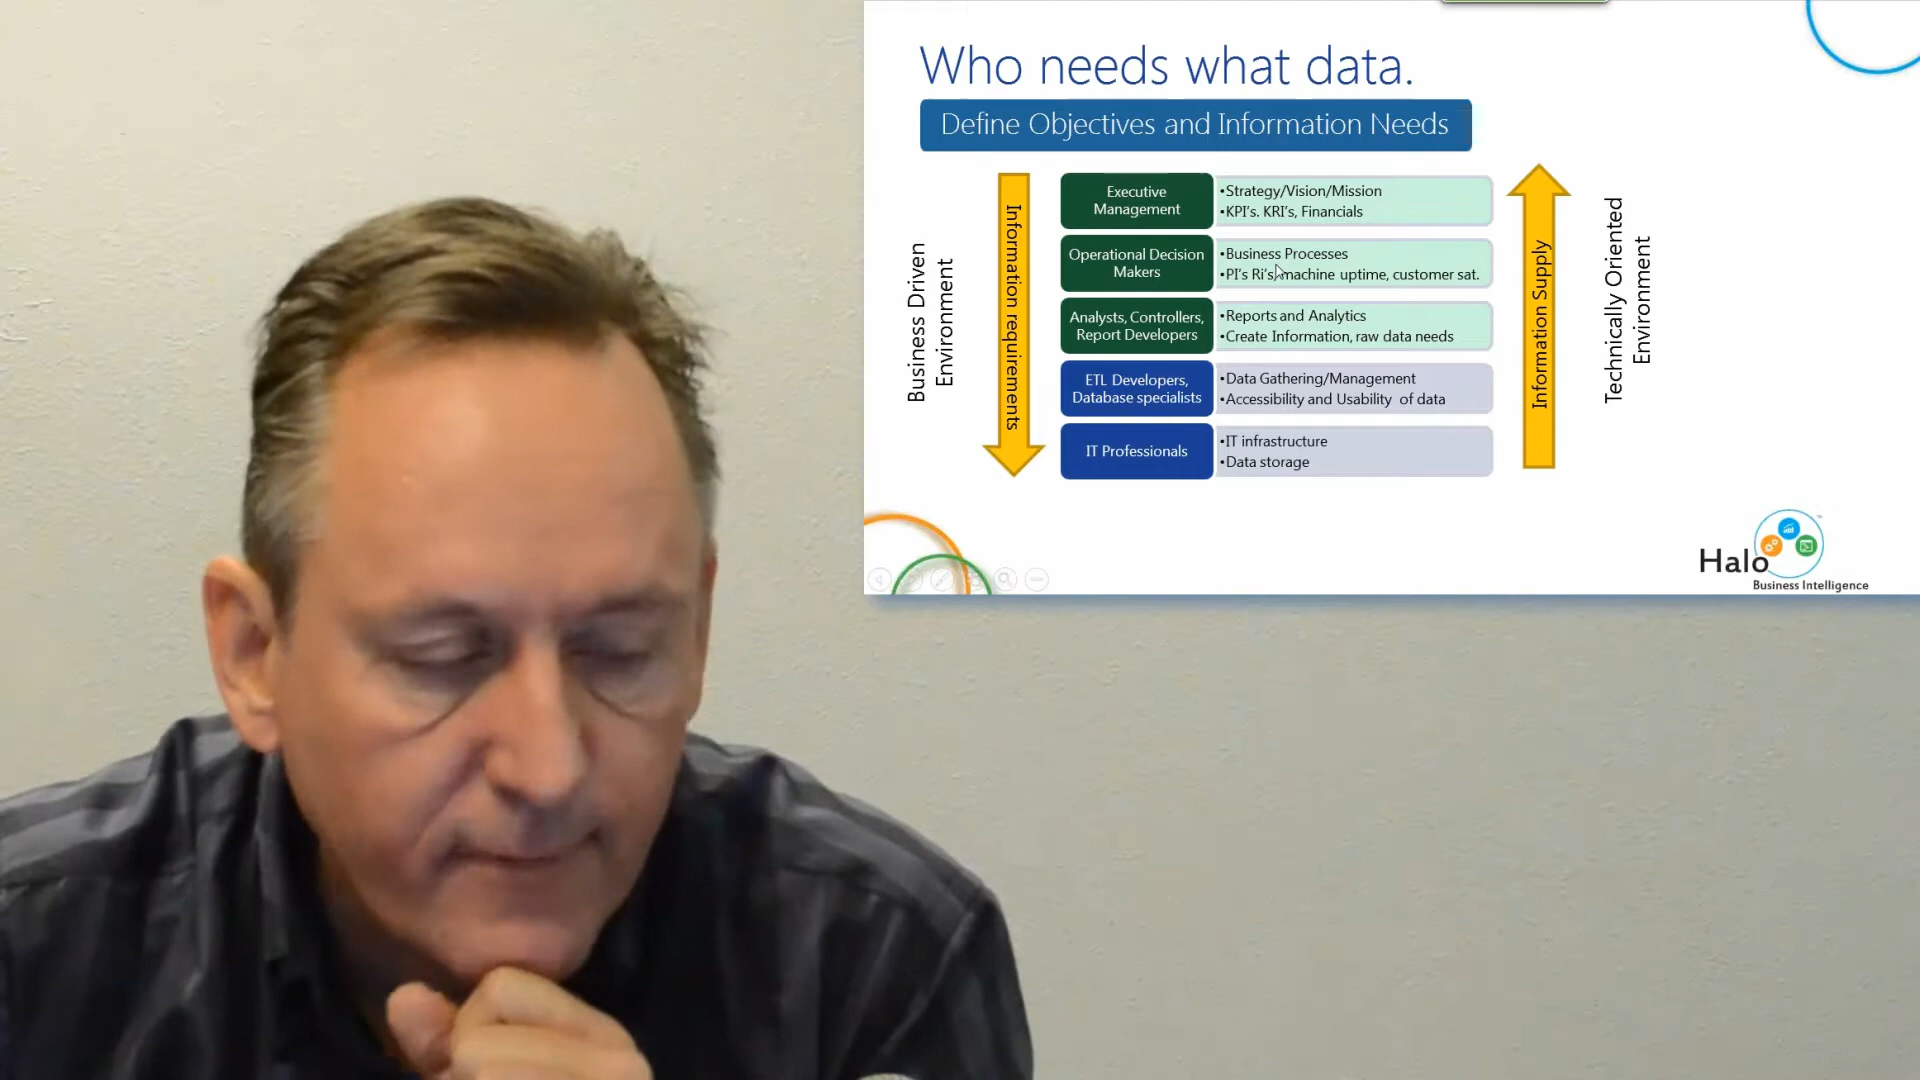 Who needs what data.
Define Objectives and Information Needs
Business Driven
Environment
Information requirements
Executive
Management
•Strategy/Vision/Mission
•KPI's. KRI's, Financials
Operational Decision
Makers
•Business Processes
•PI's Ri's machine uptime, customer sat.
Analysts, Controllers,
Report Developers
•Reports and Analytics
•Create Information, raw data needs
ETL Developers,
Database specialists
•Data Gathering/Management
•Accessibility and Usability of data
IT Professionals
•IT infrastructure
•Data storage
Information Supply
Technically Oriented
Environment
Halo
Business Intelligence